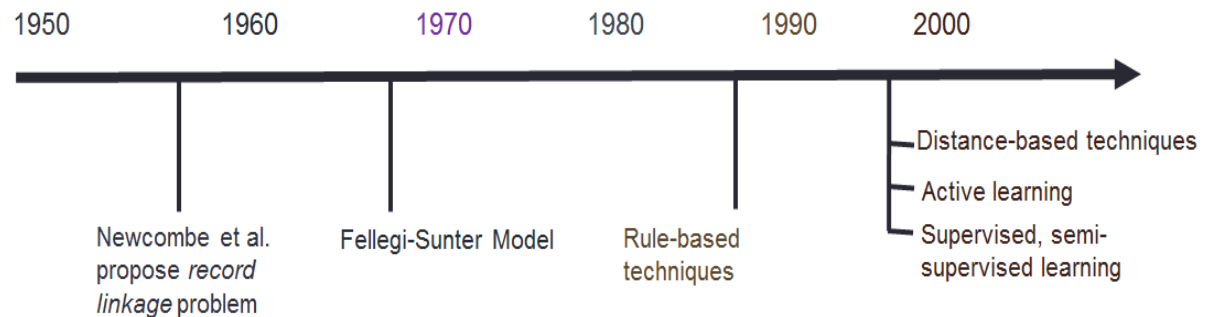 1950 1960 1970 1980 1990 2000
Distance-based techniques
Active learning
Supervised, semi-
supervised learning
Newcombe et al.
propose record
linkage problem
Fellegi-Sunter Model
Rule-based
techniques